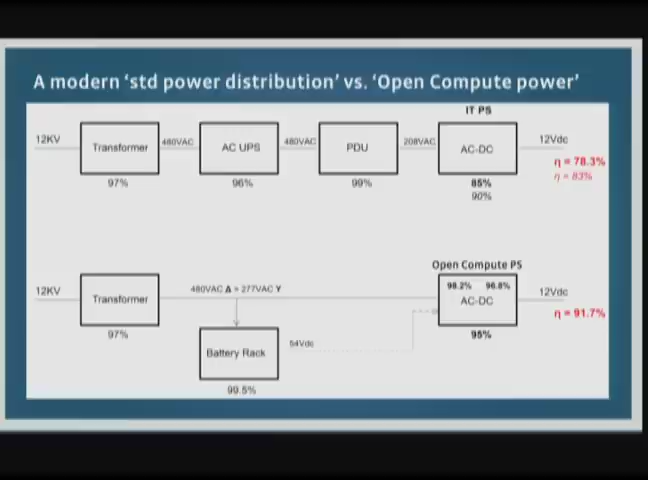 A modern 'std power distribution' vs. 'Open Compute power'
IT PS
12KV
Transformer
480VAC
AC UPS
480VAC
PDU
208VAC
AC-DC
12Vdc
η = 78.3%
η = 83%
97%
96%
99%
85%
90%
Open Compute PS
12KV
Transformer
480VAC Δ = 277VAC Y
98.2% 96.8%
AC-DC
12Vdc
η = 91.7%
97%
Battery Rack
54Vdc
95%
99.5%